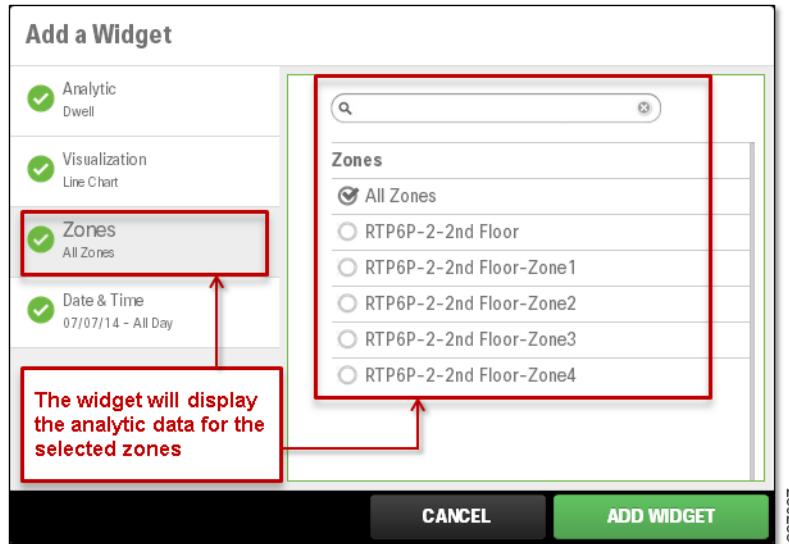 Add a Widget
Analytic
Dwell
Visualization
Line Chart
Zones
All Zones
Date & Time
07/07/14 - All Day
The widget will display
the analytic data for the
selected zones
Zones
All Zones
RTP6P-2-2nd Floor
RTP6P-2-2nd Floor-Zone1
RTP6P-2-2nd Floor-Zone2
RTP6P-2-2nd Floor-Zone3
RTP6P-2-2nd Floor-Zone4
CANCEL
ADD WIDGET